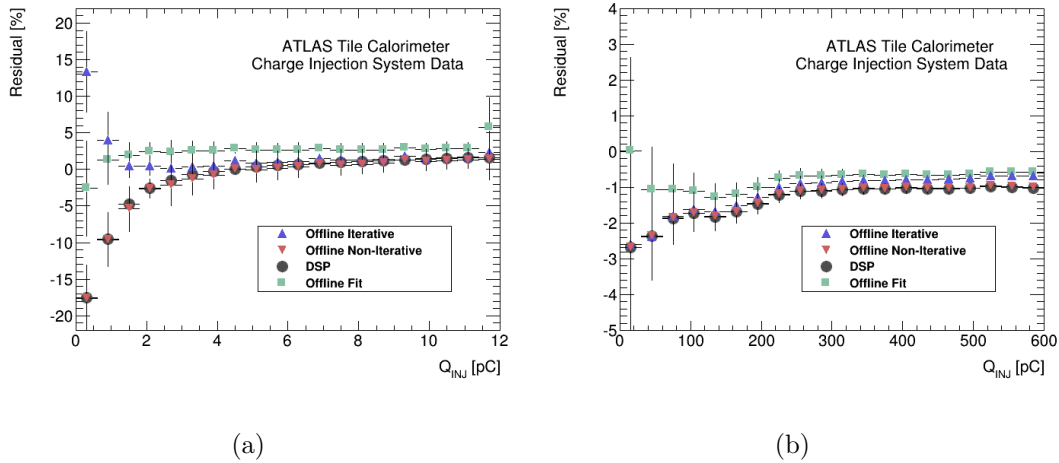 Residual [%]
20
15
10
5
0
-5
-10
-15
-20
ATLAS Tile Calorimeter
Charge Injection System Data
Offline Iterative
Offline Non-Iterative
DSP
Offline Fit
0 2 4 6 8 10 12
Q_INJ [pC]
(a)
Residual [%]
4
3
2
1
0
-1
-2
-3
-4
-5
ATLAS Tile Calorimeter
Charge Injection System Data
Offline Iterative
Offline Non-Iterative
DSP
Offline Fit
0 100 200 300 400 500 600
Q_INJ [pC]
(b)